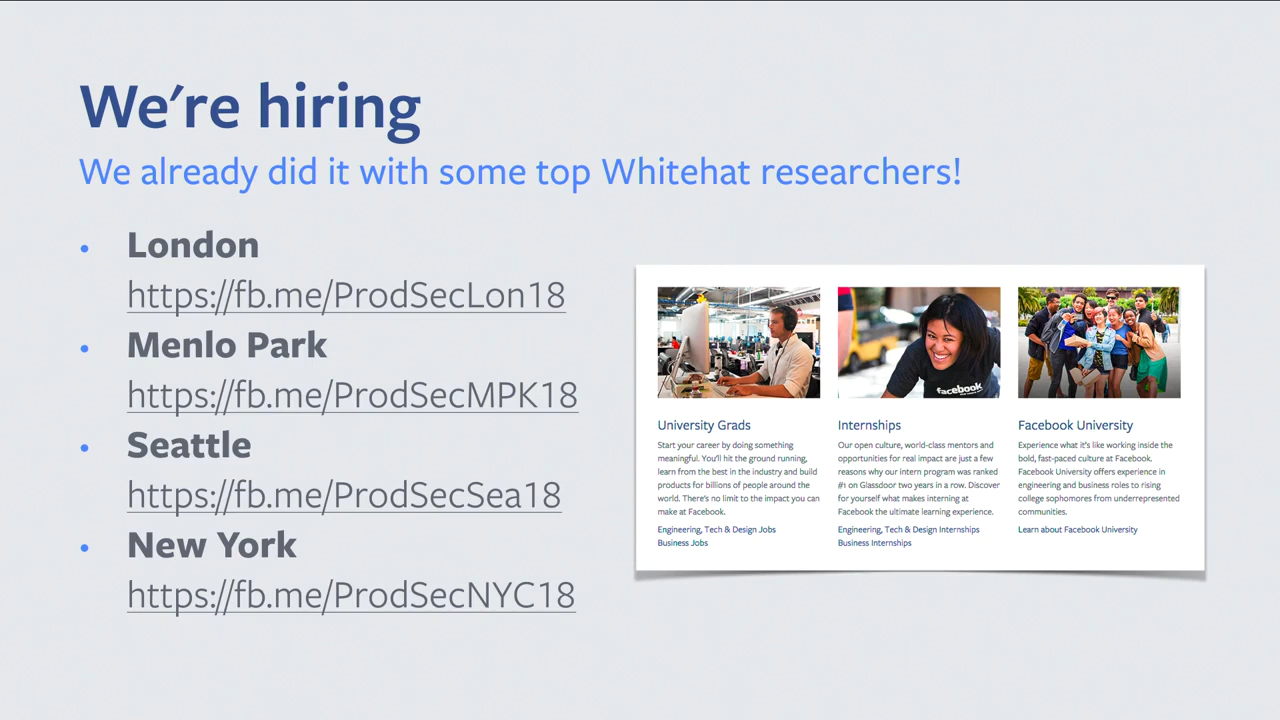 We're hiring
We already did it with some top Whitehat researchers!
• London
https://fb.me/ProdSecLon18
• Menlo Park
https://fb.me/ProdSecMPK18
• Seattle
https://fb.me/ProdSecSea18
• New York
https://fb.me/ProdSecNYC18
facebook
University Grads
Start your career by doing something
meaningful. You'll hit the ground running,
learn from the best in the industry and build
products for billions of people around the
world. There's no limit to the impact you can
make at Facebook.
Engineering, Tech & Design Jobs
Business Jobs
Internships
Our open culture, world-class mentors and
opportunities for real impact are just a few
reasons why our intern program was ranked
#1 on Glassdoor two years in a row. Discover
for yourself what makes interning at
Facebook the ultimate learning experience.
Engineering, Tech & Design Internships
Business Internships
Facebook University
Experience what it's like working inside the
bold, fast-paced culture at Facebook.
Facebook University offers experience in
engineering and business roles to rising
college sophomores from underrepresented
communities.
Learn about Facebook University